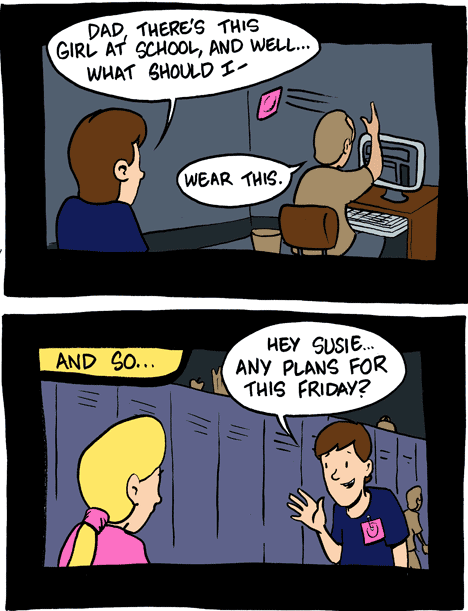 DAD, THERE'S THIS
GIRL AT SCHOOL, AND WELL...
WHAT SHOULD I-
WEAR THIS.
AND SO...
HEY SUSIE...
ANY PLANS FOR
THIS FRIDAY?